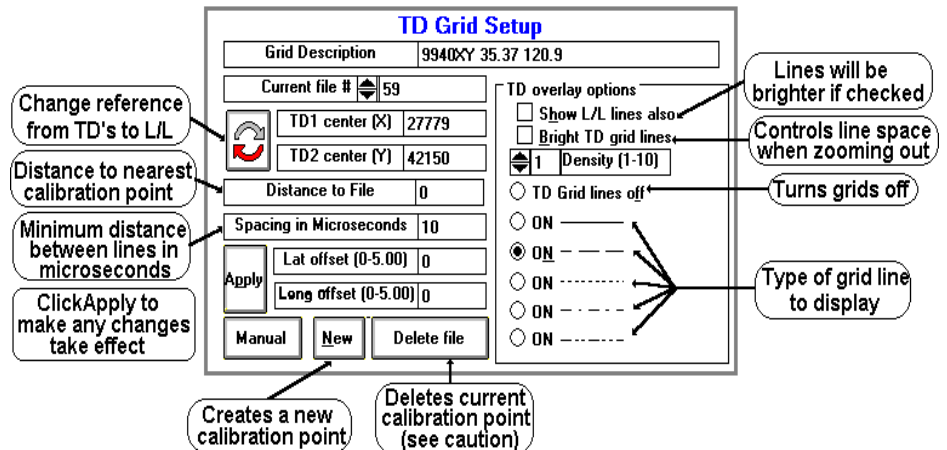 TD Grid Setup
Grid Description 9940XY 35.37 120.9
Current file # 59
TD1 center (X) 27779
TD2 center (Y) 42150
Distance to File 0
Spacing in Microseconds 10
Apply
Lat offset (0-5.00) 0
Long offset (0-5.00) 0
Manual New Delete file
TD overlay options
Show L/L lines also
Bright TD grid lines
1 Density (1-10)
TD Grid lines off
ON
ON
ON
ON
ON
Change reference
from TD's to L/L
Distance to nearest
calibration point
Minimum distance
between lines in
microseconds
ClickApply to
make any changes
take effect
Creates a new
calibration point
Deletes current
calibration point
(see caution)
Lines will be
brighter if checked
Controls line space
when zooming out
Turns grids off
Type of grid line
to display